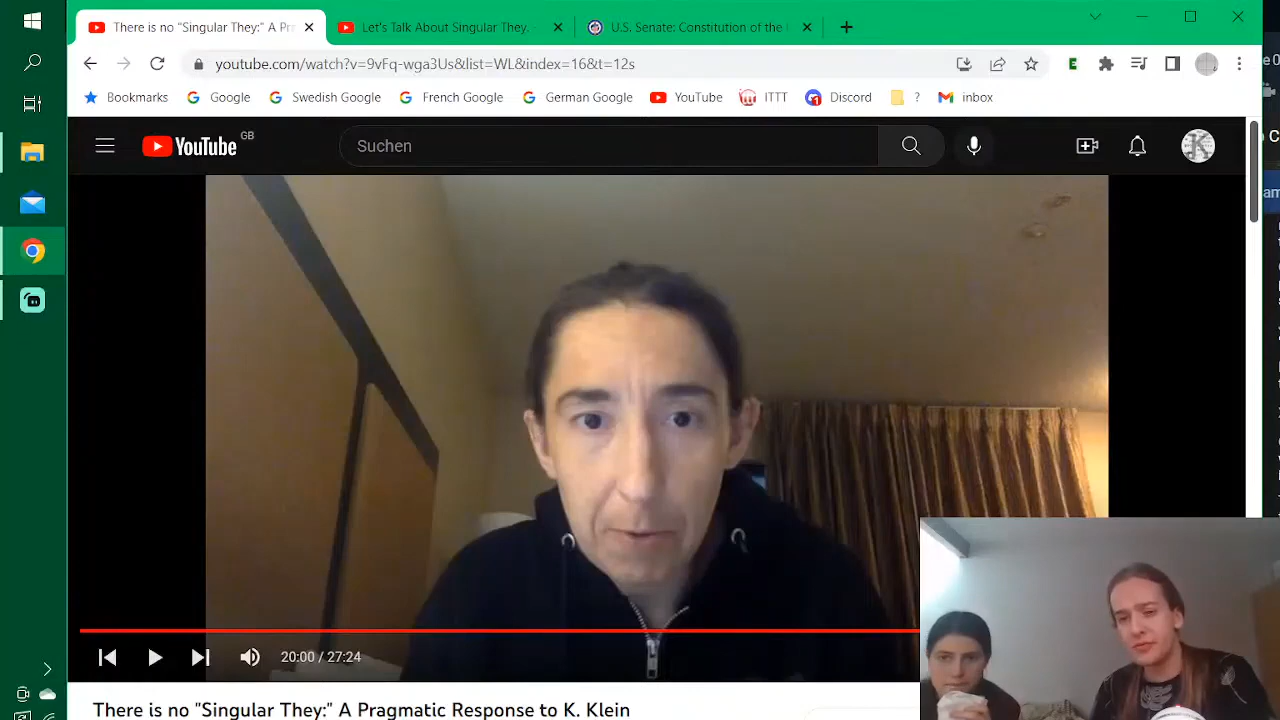 There is no "Singular They:" A Pr
Let's Talk About Singular They.
U.S. Senate: Constitution of the
youtube.com/watch?v=9vFq-wga3Us&list=WL&index=16&t=12s
Bookmarks
Google
Swedish Google
French Google
German Google
YouTube
ITTT
Discord
?
inbox
YouTube GB
Suchen
20:00 / 27:24
There is no "Singular They:" A Pragmatic Response to K. Klein